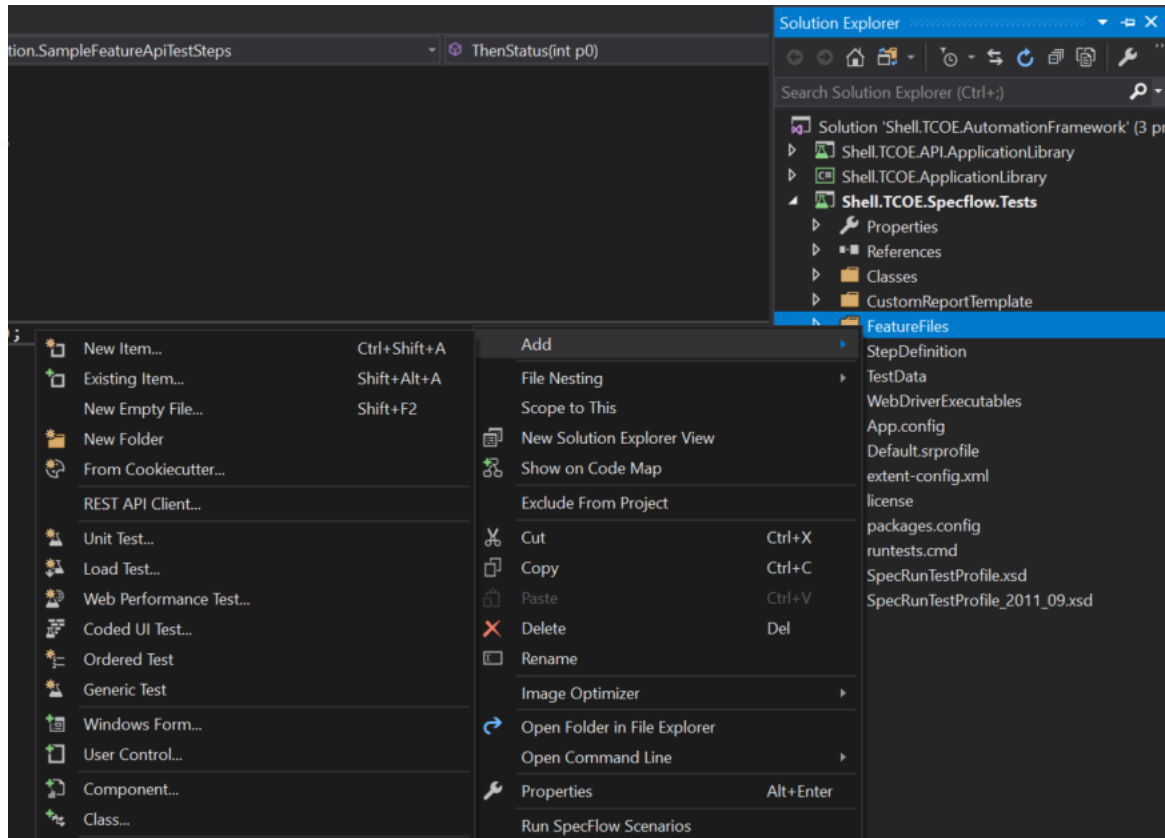 Solution Explorer
tion.SampleFeatureApiTestSteps
ThenStatus(int p0)
Search Solution Explorer (Ctrl+;)
Solution 'Shell.TCOE.AutomationFramework' (3 pr
Shell.TCOE.API.ApplicationLibrary
C# Shell.TCOE.ApplicationLibrary
Shell.TCOE.Specflow.Tests
Properties
References
Classes
CustomReportTemplate
FeatureFiles
StepDefinition
TestData
WebDriverExecutables
App.config
Default.srprofile
extent-config.xml
license
packages.config
runtests.cmd
SpecRunTestProfile.xsd
SpecRunTestProfile_2011_09.xsd
;
Add
File Nesting
Scope to This
New Solution Explorer View
Show on Code Map
Exclude From Project
Cut Ctrl+X
Copy Ctrl+C
Paste Ctrl+V
Delete Del
Rename
Image Optimizer
Open Folder in File Explorer
Open Command Line
Properties Alt+Enter
Run SpecFlow Scenarios
New Item... Ctrl+Shift+A
Existing Item... Shift+Alt+A
New Empty File... Shift+F2
New Folder
From Cookiecutter...
REST API Client...
Unit Test...
Load Test...
Web Performance Test...
Coded UI Test...
Ordered Test
Generic Test
Windows Form...
User Control...
Component...
Class...